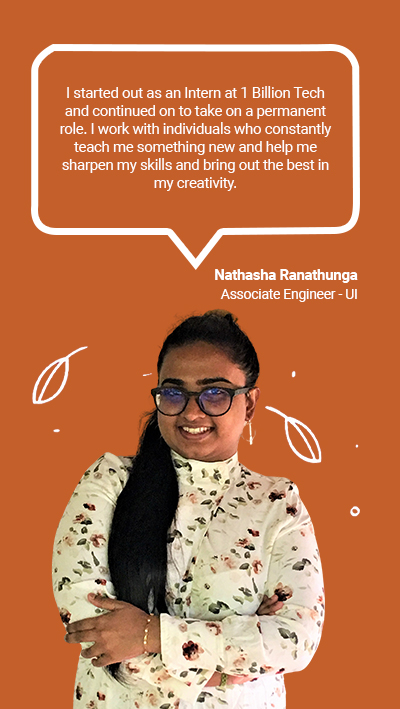 I started out as an Intern at 1 Billion Tech
and continued on to take on a permanent
role. I work with individuals who constantly
teach me something new and help me
sharpen my skills and bring out the best in
my creativity.
Nathasha Ranathunga
Associate Engineer - UI